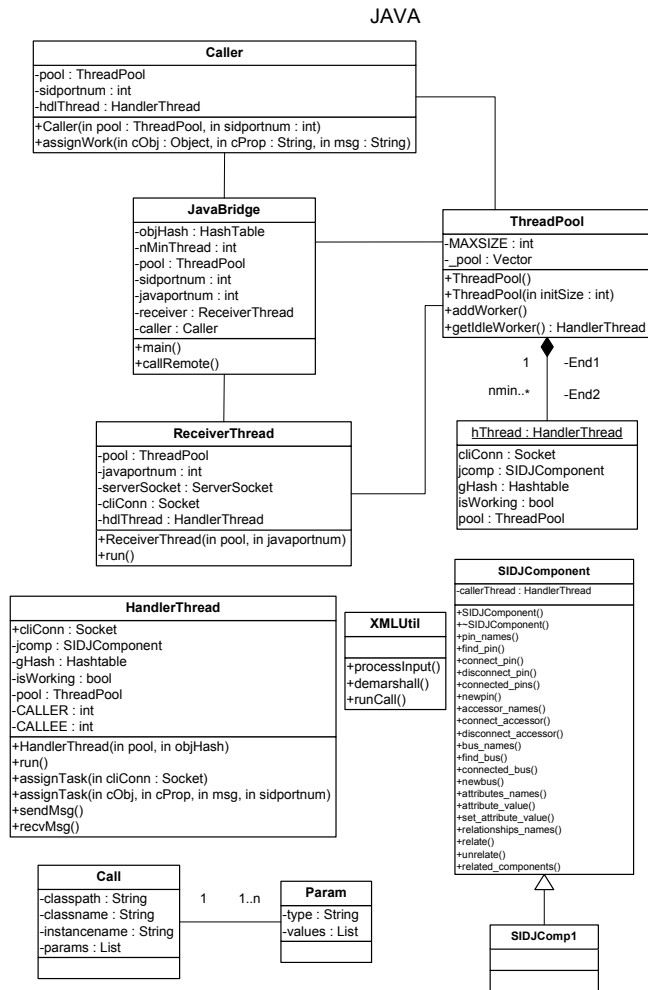 JAVA
Caller
-pool : ThreadPool
-sidportnum : int
-hdlThread : HandlerThread
+Caller(in pool : ThreadPool, in sidportnum : int)
+assignWork(in cObj : Object, in cProp : String, in msg : String)
JavaBridge
-objHash : HashTable
-nMinThread : int
-pool : ThreadPool
-sidportnum : int
-javaportnum : int
-receiver : ReceiverThread
-caller : Caller
+main()
+callRemote()
ThreadPool
-MAXSIZE : int
-_pool : Vector
+ThreadPool()
+ThreadPool(in initSize : int)
+addWorker()
+getIdleWorker() : HandlerThread
1
-End1
nmin..*
-End2
hThread : HandlerThread
cliConn : Socket
jcomp : SIDJComponent
gHash : Hashtable
isWorking : bool
pool : ThreadPool
ReceiverThread
-pool : ThreadPool
-javaportnum : int
-serverSocket : ServerSocket
-cliConn : Socket
-hdlThread : HandlerThread
+ReceiverThread(in pool, in javaportnum)
+run()
SIDJComponent
-callerThread : HandlerThread
+SIDJComponent()
+~SIDJComponent()
+pin_names()
+find_pin()
+connect_pin()
+disconnect_pin()
+connected_pins()
+newpin()
+accessor_names()
+connect_accessor()
+disconnect_accessor()
+bus_names()
+find_bus()
+connected_bus()
+newbus()
+attributes_names()
+attribute_value()
+set_attribute_value()
+relationships_names()
+relate()
+unrelate()
+related_components()
HandlerThread
+cliConn : Socket
-jcomp : SIDJComponent
-gHash : Hashtable
-isWorking : bool
-pool : ThreadPool
-CALLER : int
-CALLEE : int
+HandlerThread(in pool, in objHash)
+run()
+assignTask(in cliConn : Socket)
+assignTask(in cObj, in cProp, in msg, in sidportnum)
+sendMsg()
+recvMsg()
XMLUtil
+processInput()
+demarshall()
+runCall()
Call
-classpath : String
-classname : String
-instancename : String
-params : List
1
1..n
Param
-type : String
-values : List
SIDJComp1